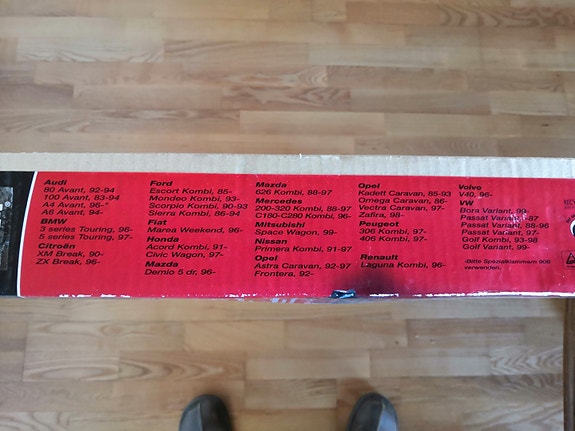 Audi
80 Avant, 92-94
100 Avant, 83-94
A4 Avant, 96-*
A6 Avant, 94-
BMW
3 series Touring, 96-
5 series Touring, 97-
Citroën
XM Break, 90-
ZX Break, 96-
Ford
Escort Kombi, 85-
Mondeo Kombi, 93-
Scorpio Kombi, 90-93
Sierra Kombi, 86-94
Fiat
Marea Weekend, 96-
Honda
Acord Kombi, 91-
Civic Wagon, 97-
Mazda
Demio 5 dr, 96-
Mazda
626 Kombi, 88-97
Mercedes
200-320 Kombi, 88-97
C180-C280 Kombi, 96-
Mitsubishi
Space Wagon, 99-
Nissan
Primera Kombi, 91-97
Opel
Astra Caravan, 92-97
Frontera, 92-
Opel
Kadett Caravan, 85-93
Omega Caravan, 86-
Vectra Caravan, 97-
Zafira, 98-
Peugeot
306 Kombi, 97-
406 Kombi, 97-
Renault
Laguna Kombi, 96-
Volvo
V40, 96-
VW
Bora Variant, 99-
Passat Variant, -87
Passat Variant, 88-96
Passat Variant, 97-
Golf Kombi, 93-98
Golf Variant, 99-
*Bitte Spezialklammern 906
verwenden.